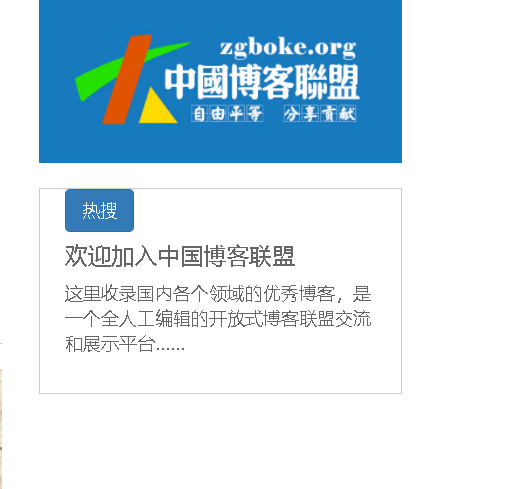 zgboke.org
中國博客聯盟
自由平等 分享貢献
热搜
欢迎加入中国博客联盟
这里收录国内各个领域的优秀博客，是
一个全人工编辑的开放式博客联盟交流
和展示平台......